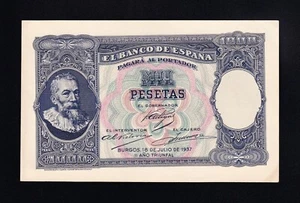 EL BANCO DE ESPAÑA
PAGARÁ AL PORTADOR
MIL
PESETAS
EL GOBERNADOR
EL INTERVENTOR EL CAJERO
BURGOS, 18 DE JULIO DE 1937
II AÑO TRIUNFAL